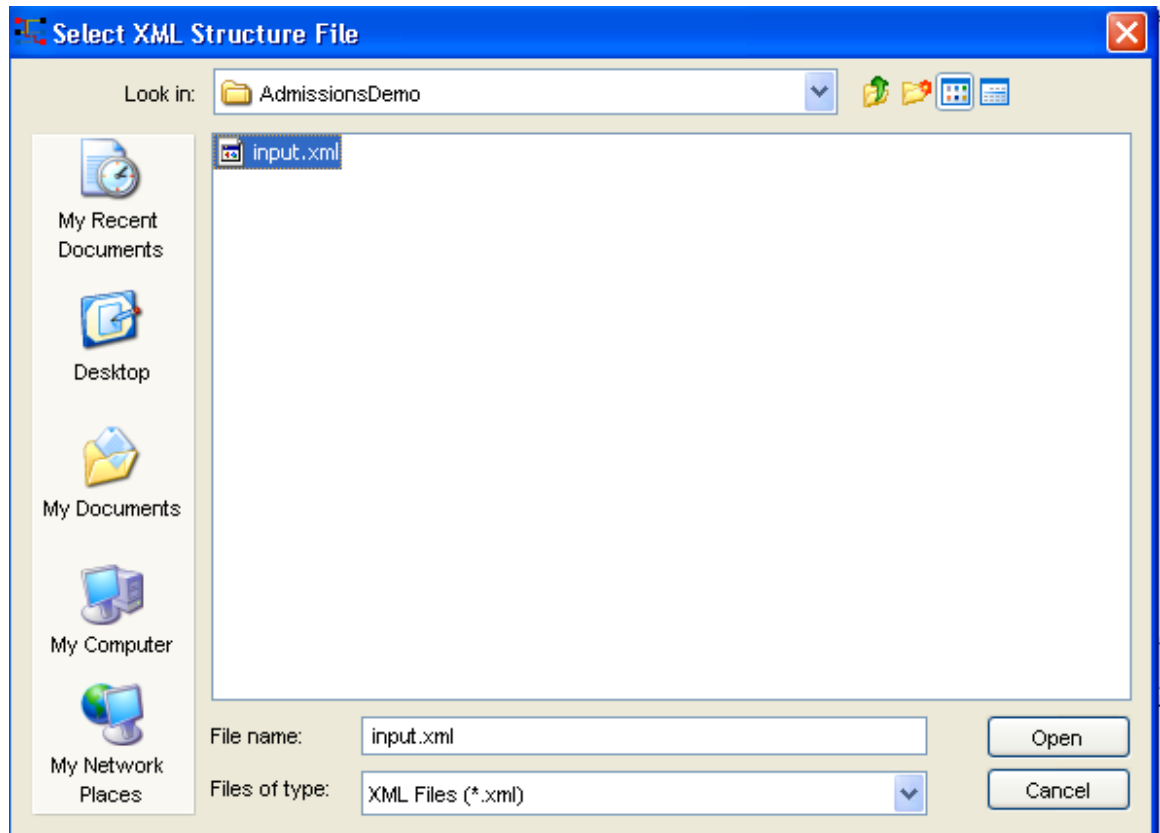 Select XML Structure File
Look in:
AdmissionsDemo
input.xml
My Recent
Documents
Desktop
My Documents
My Computer
My Network
Places
File name:
input.xml
Open
Files of type:
XML Files (*.xml)
Cancel